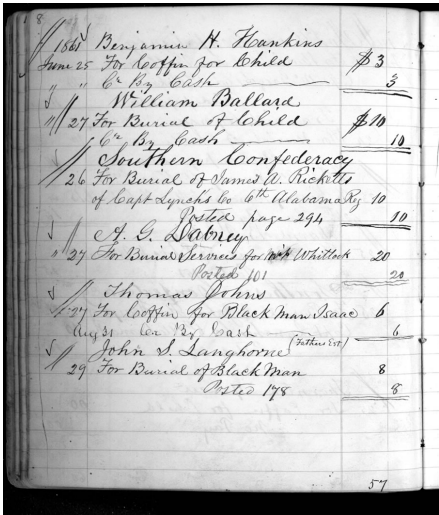 8
1861 Benjamin H. Hankins
June 25 For Coffin for Child $3
" " Cr By Cash 3
William Ballard
" 27 For Burial of Child $10
Cr By Cash 10
Southern Confederacy
26 For Burial of James A. Ricketts
of Capt Lynch's Co 6th Alabama Reg 10
Posted page 294 10
A. G. Dabney
" 27 For Burial Services for Whitlock 20
Posted 101 20
Thomas Johns
" 27 For Coffin for Black Man Isaac 6
Aug 31 Cr By Cash 6
John S. Langhorne (Fathers Est.)
29 For Burial of Black Man 8
Posted 178 8
57